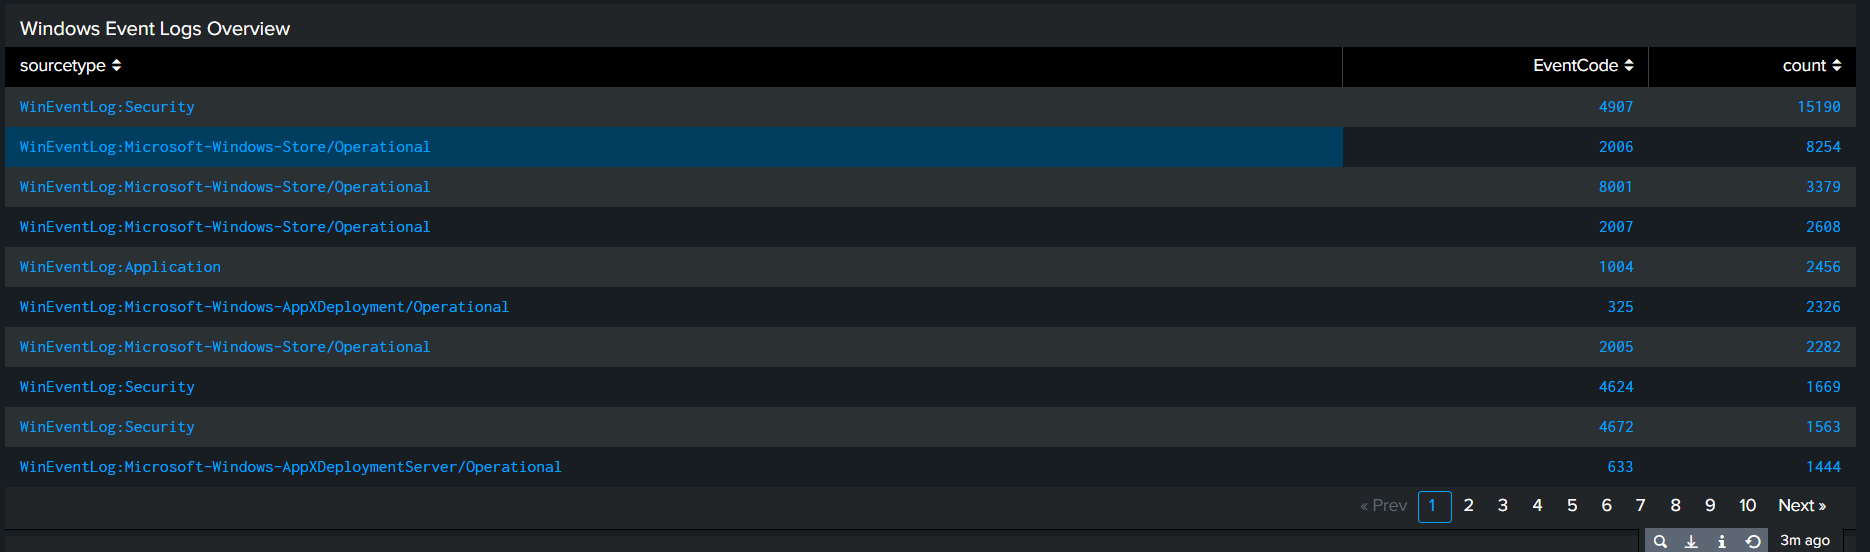 Windows Event Logs Overview
sourcetype EventCode count
WinEventLog:Security 4907 15190
WinEventLog:Microsoft-Windows-Store/Operational 2006 8254
WinEventLog:Microsoft-Windows-Store/Operational 8001 3379
WinEventLog:Microsoft-Windows-Store/Operational 2007 2608
WinEventLog:Application 1004 2456
WinEventLog:Microsoft-Windows-AppXDeployment/Operational 325 2326
WinEventLog:Microsoft-Windows-Store/Operational 2005 2282
WinEventLog:Security 4624 1669
WinEventLog:Security 4672 1563
WinEventLog:Microsoft-Windows-AppXDeploymentServer/Operational 633 1444
« Prev 1 2 3 4 5 6 7 8 9 10 Next »
3m ago